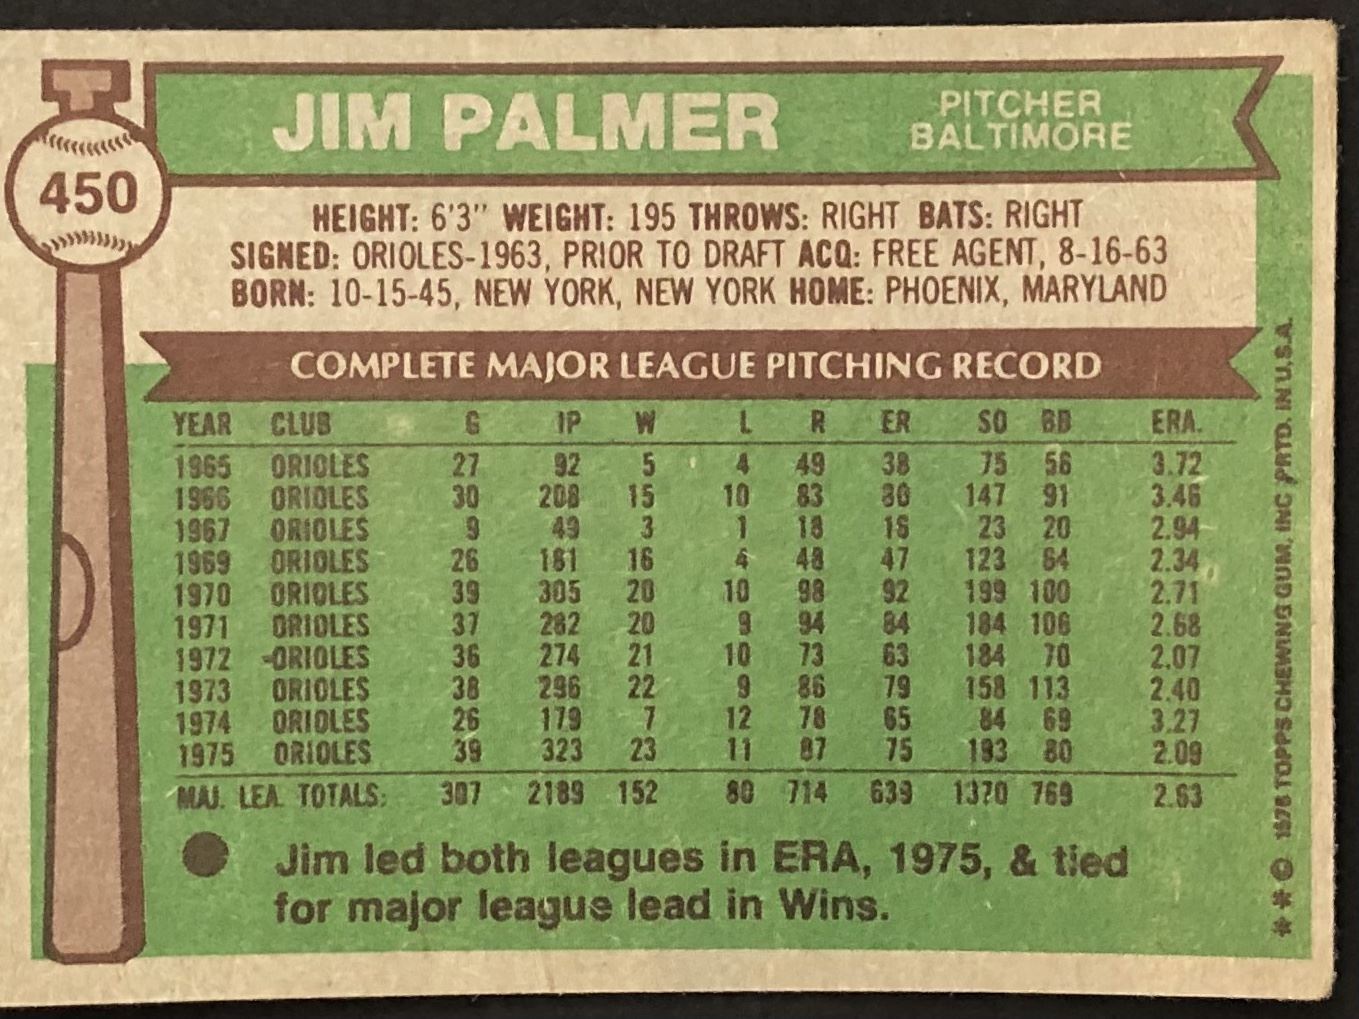 JIM PALMER
PITCHER
BALTIMORE
450
HEIGHT: 6'3" WEIGHT: 195 THROWS: RIGHT BATS: RIGHT
SIGNED: ORIOLES-1963, PRIOR TO DRAFT ACQ: FREE AGENT, 8-16-63
BORN: 10-15-45, NEW YORK, NEW YORK HOME: PHOENIX, MARYLAND
COMPLETE MAJOR LEAGUE PITCHING RECORD
YEAR CLUB G IP W L R ER SO BB ERA.
1965 ORIOLES 27 92 5 4 49 38 75 56 3.72
1966 ORIOLES 30 208 15 10 83 80 147 91 3.46
1967 ORIOLES 9 49 3 1 18 16 23 20 2.94
1969 ORIOLES 26 181 16 4 48 47 123 64 2.34
1970 ORIOLES 39 305 20 10 98 92 199 100 2.71
1971 ORIOLES 37 282 20 9 94 84 184 106 2.68
1972 ORIOLES 36 274 21 10 73 63 184 70 2.07
1973 ORIOLES 38 296 22 9 86 79 158 113 2.40
1974 ORIOLES 26 179 7 12 78 65 84 69 3.27
1975 ORIOLES 39 323 23 11 87 75 193 80 2.09
MAJ. LEA. TOTALS: 307 2189 152 80 714 639 1370 769 2.63
Jim led both leagues in ERA, 1975, & tied
for major league lead in Wins.
** © 1976 TOPPS CHEWING GUM, INC PRTD. IN U.S.A.